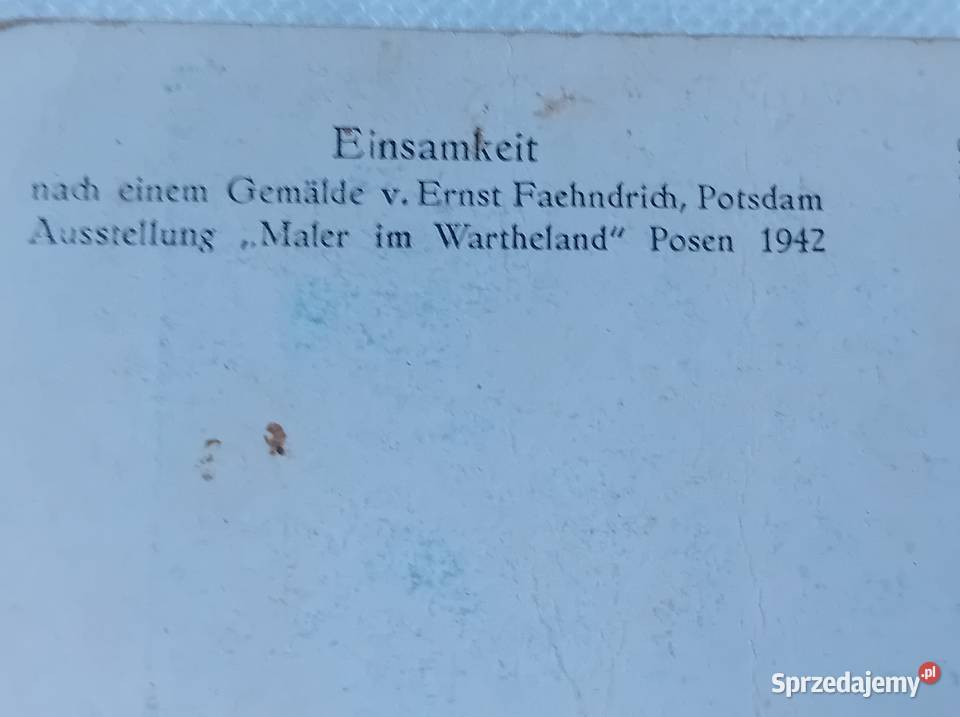 Einsamkeit
nach einem Gemälde v. Ernst Faehndrich, Potsdam
Ausstellung „Maler im Wartheland“ Posen 1942
Sprzedajemy.pl